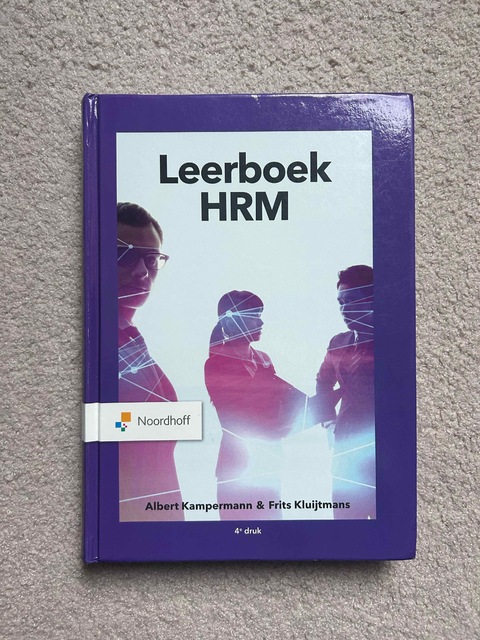 Leerboek
HRM
Noordhoff
Albert Kampermann & Frits Kluijtmans
4e druk